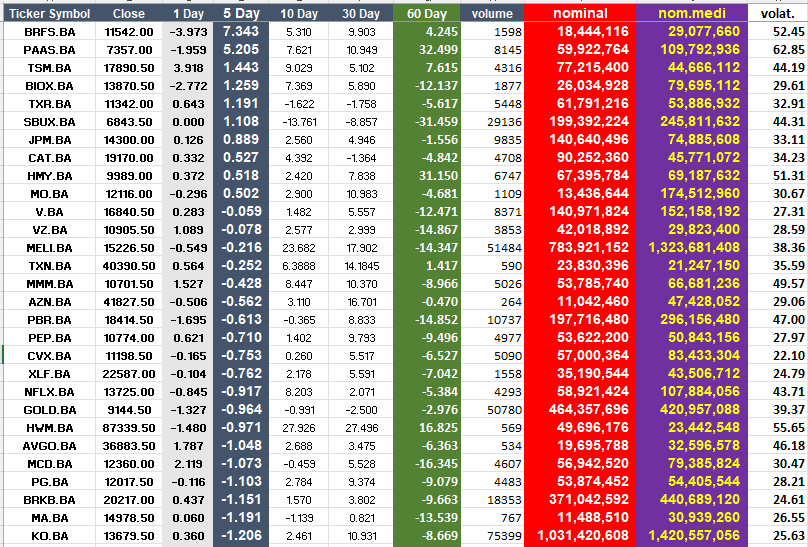 Ticker Symbol Close 1 Day 5 Day 10 Day 30 Day 60 Day volume nominal nom.medi volat.
BRFS.BA 11542.00 -3.973 7.343 5.310 9.903 4.245 1598 18,444,116 29,077,660 52.45
PAAS.BA 7357.00 -1.959 5.205 7.621 10.949 32.499 8145 59,922,764 109,792,936 62.85
TSM.BA 17890.50 3.918 1.443 9.029 5.102 7.615 4316 77,215,400 44,666,112 44.19
BIOX.BA 13870.50 -2.772 1.259 7.369 5.890 -12.137 1877 26,034,928 79,695,112 29.61
TXR.BA 11342.00 0.643 1.191 -1.622 -1.758 -5.617 5448 61,791,216 53,886,932 32.91
SBUX.BA 6843.50 0.000 1.108 -13.761 -8.857 -31.459 29136 199,392,224 245,811,632 44.31
JPM.BA 14300.00 0.126 0.889 2.560 4.946 -1.556 9835 140,640,496 74,885,608 33.11
CAT.BA 19170.00 0.332 0.527 4.392 -1.364 -4.842 4708 90,252,360 45,771,072 34.23
HMY.BA 9989.00 0.372 0.518 2.420 7.838 31.150 6747 67,395,784 69,187,632 51.31
MO.BA 12116.00 -0.296 0.502 2.900 10.983 -4.681 1109 13,436,644 174,512,960 30.67
V.BA 16840.50 0.283 -0.059 1.482 5.557 -12.471 8371 140,971,824 152,158,192 27.31
VZ.BA 10905.50 1.089 -0.078 2.577 2.999 -14.867 3853 42,018,892 29,823,400 28.59
MELI.BA 15226.50 -0.549 -0.216 23.682 17.902 -14.347 51484 783,921,152 1,323,681,408 38.36
TXN.BA 40390.50 0.564 -0.252 6.3888 14.1845 1.417 590 23,830,396 21,247,150 35.59
MMM.BA 10701.50 1.527 -0.428 8.447 10.370 -8.966 5026 53,785,740 66,681,236 49.57
AZN.BA 41827.50 -0.506 -0.562 3.110 16.701 -0.470 264 11,042,460 47,428,052 29.06
PBR.BA 18414.50 -1.695 -0.613 -0.365 8.833 -14.852 10737 197,716,480 296,156,480 47.00
PEP.BA 10774.00 0.621 -0.710 1.402 9.793 -9.496 4977 53,622,200 50,843,156 27.97
CVX.BA 11198.50 -0.165 -0.753 0.260 5.517 -6.527 5090 57,000,364 83,433,304 22.10
XLF.BA 22587.00 -0.104 -0.762 2.178 5.591 -7.042 1558 35,190,544 43,506,712 24.79
NFLX.BA 13725.00 -0.845 -0.917 8.203 2.071 -5.384 4293 58,921,424 107,884,056 43.71
GOLD.BA 9144.50 -1.327 -0.964 -0.991 -2.500 -2.976 50780 464,357,696 420,957,088 39.37
HWM.BA 87339.50 -1.480 -0.971 27.926 27.496 16.825 569 49,696,176 23,442,548 55.65
AVGO.BA 36883.50 1.787 -1.048 2.688 3.475 -6.363 534 19,695,788 32,596,578 46.18
MCD.BA 12360.00 2.119 -1.073 -0.459 5.528 -16.345 4607 56,942,520 79,385,824 30.47
PG.BA 12017.50 -0.116 -1.103 2.784 9.374 -9.079 4483 53,874,452 54,405,544 28.21
BRKB.BA 20217.00 0.437 -1.151 1.570 3.802 -9.663 18353 371,042,592 440,689,120 24.61
MA.BA 14978.50 0.060 -1.191 -1.139 0.821 -13.539 767 11,488,510 30,939,260 26.55
KO.BA 13679.50 0.360 -1.206 2.461 10.931 -8.669 75399 1,031,420,608 1,420,557,056 25.63